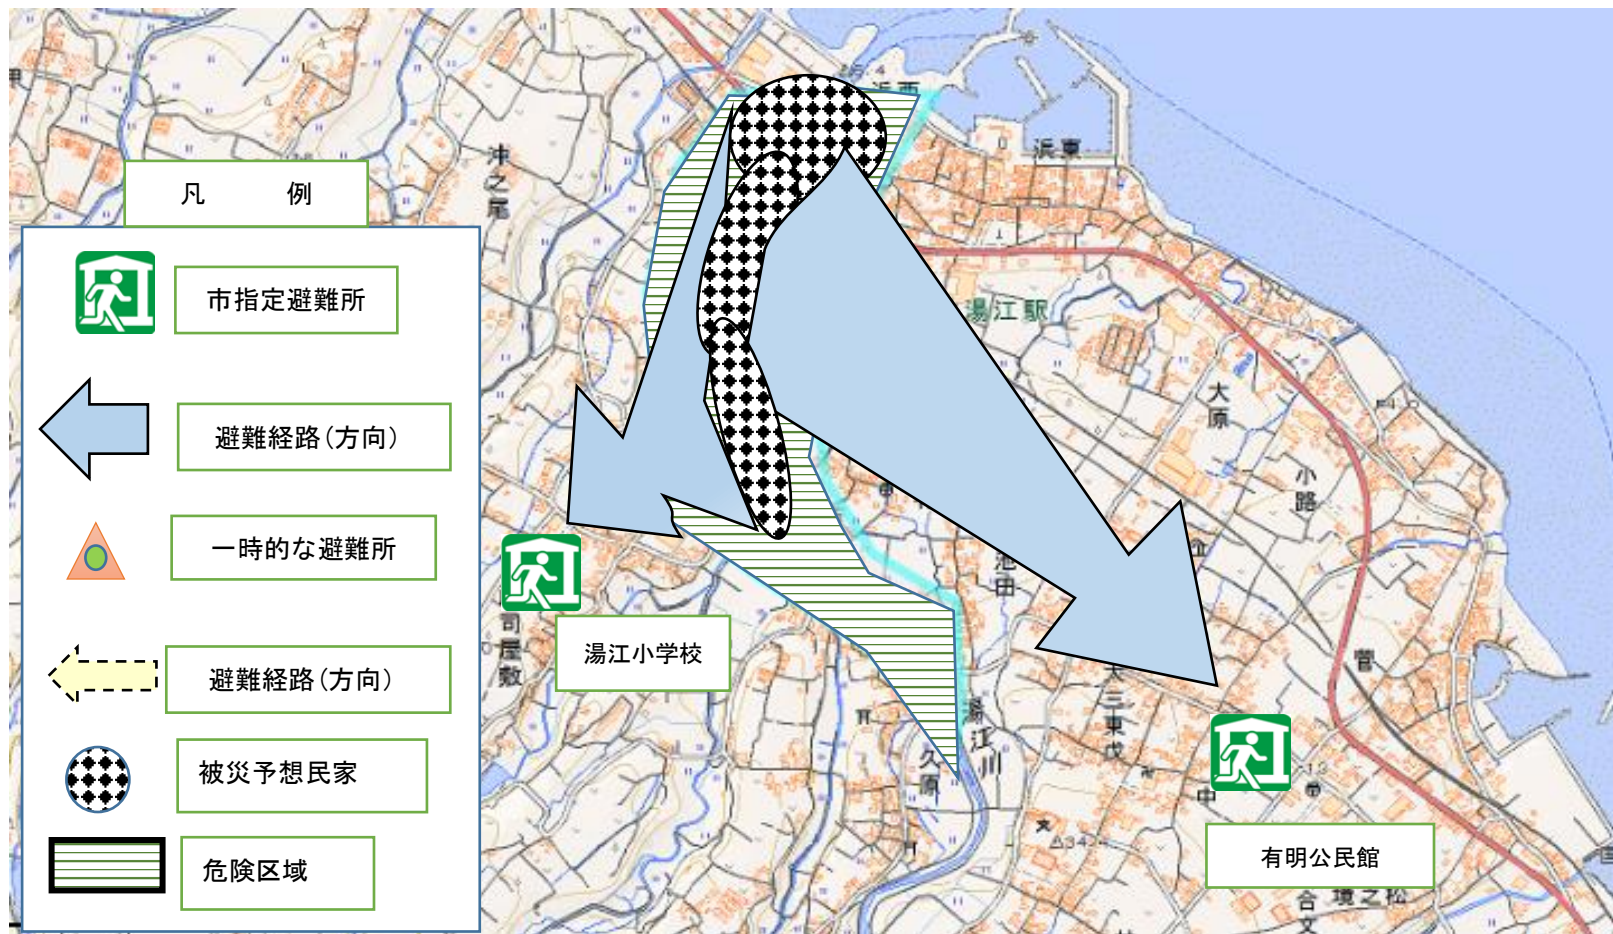 凡　　　例
市指定避難所
避難経路（方向）
一時的な避難所
避難経路（方向）
被災予想民家
危険区域
沖之尾
浜西
浜東
湯江駅
大原
小路
池田
湯江小学校
司屋敷
菅
大三東戊
湯江川
久原
中
有明公民館
境之松